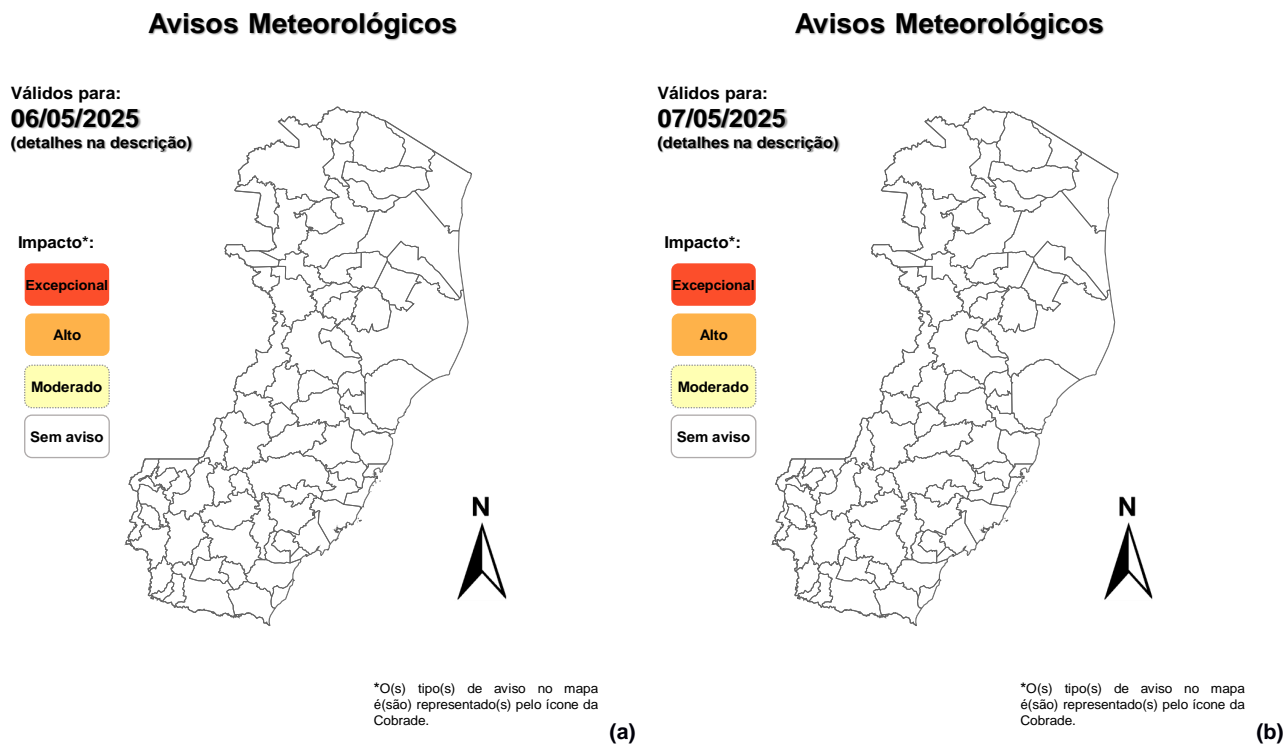 Avisos Meteorológicos
Válidos para:
06/05/2025
(detalhes na descrição)
Impacto*:
Excepcional
Alto
Moderado
Sem aviso
N
*O(s) tipo(s) de aviso no mapa
é(são) representado(s) pelo ícone da
Cobrade.
(a)
Avisos Meteorológicos
Válidos para:
07/05/2025
(detalhes na descrição)
Impacto*:
Excepcional
Alto
Moderado
Sem aviso
N
*O(s) tipo(s) de aviso no mapa
é(são) representado(s) pelo ícone da
Cobrade.
(b)